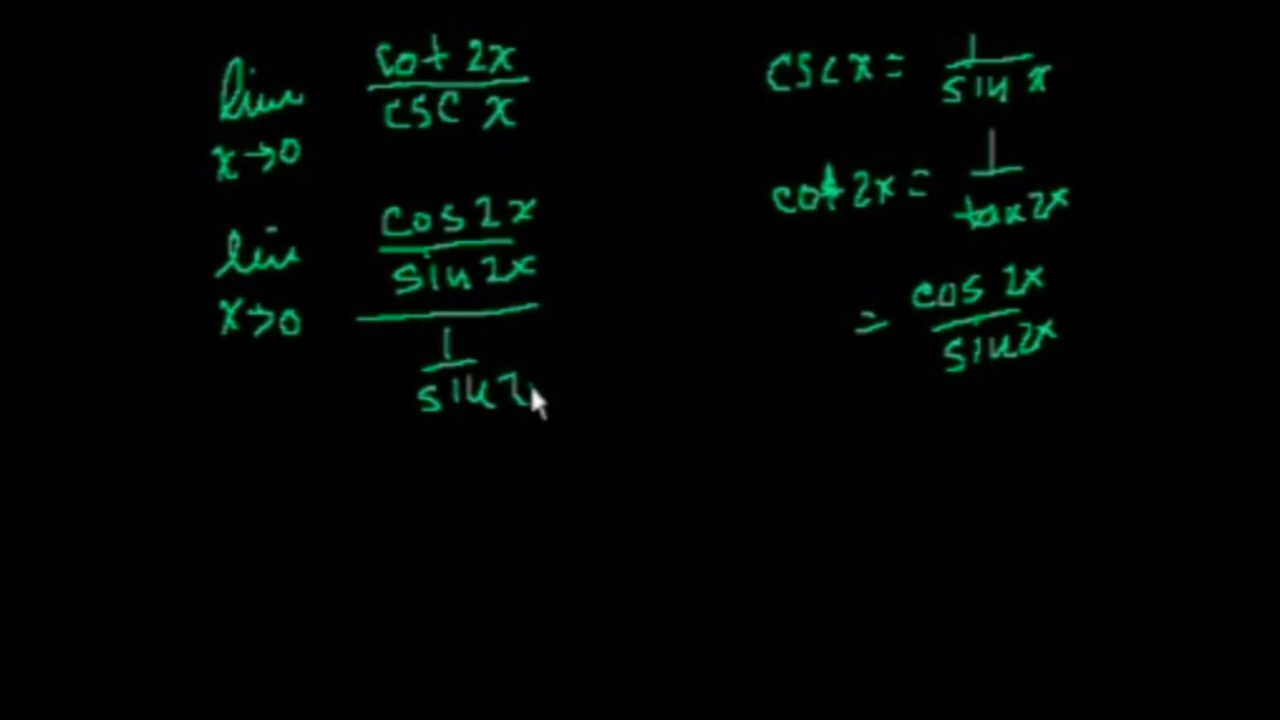 lim cot 2x / csc x
x→0
lim cos 2x / sin 2x / 1 / sin 2
x→0
csc x = 1 / sin x
cot 2x = 1 / tan 2x
= cos 2x / sin 2x